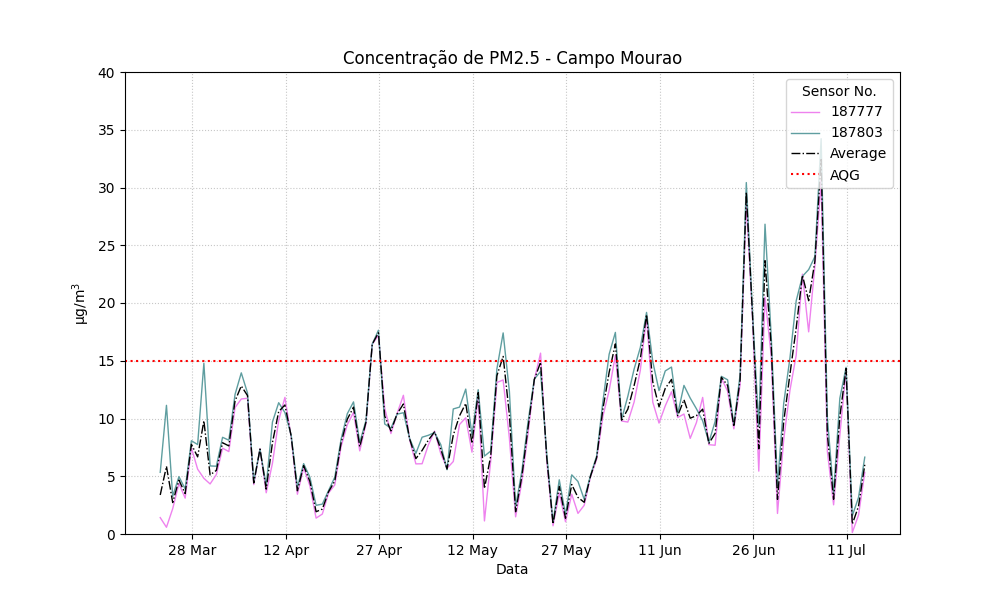 Concentração de PM2.5 - Campo Mourao
Sensor No.
187777
187803
Average
AQG
40
35
30
25
20
15
10
5
0
µg/m³
28 Mar
12 Apr
27 Apr
12 May
27 May
11 Jun
26 Jun
11 Jul
Data